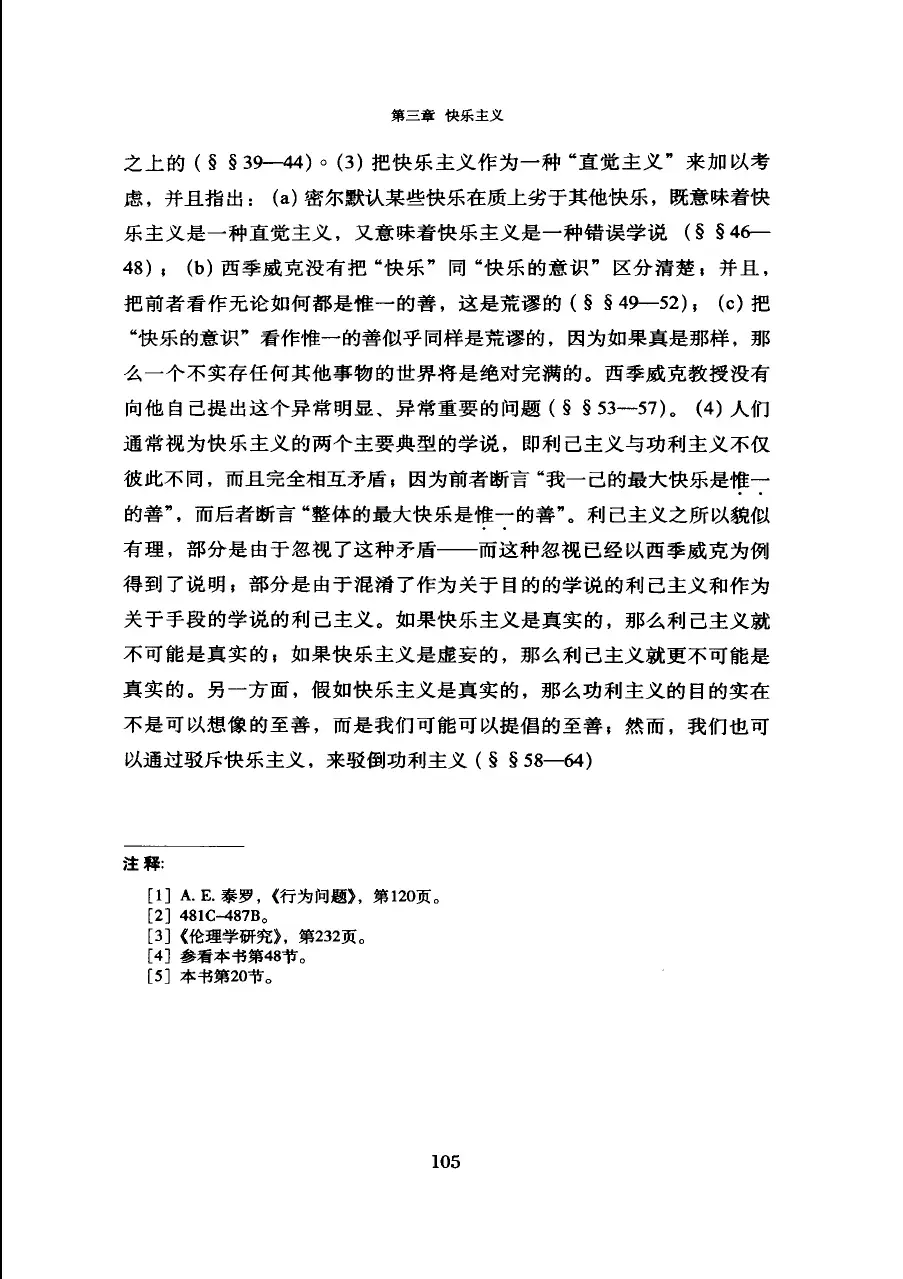 第三章 快乐主义
之上的(§§39—44)。(3)把快乐主义作为一种“直觉主义”来加以考
虑，并且指出：(a)密尔默认某些快乐在质上劣于其他快乐，既意味着快
乐主义是一种直觉主义，又意味着快乐主义是一种错误学说（§§46—
48)；(b)西季威克没有把“快乐”同“快乐的意识”区分清楚；并且，
把前者看作无论如何都是惟一的善，这是荒谬的(§§49—52)；(c)把
“快乐的意识”看作惟一的善似乎同样是荒谬的，因为如果真是那样，那
么一个不实存任何其他事物的世界将是绝对完满的。西季威克教授没有
向他自己提出这个异常明显、异常重要的问题(§§53—57)。(4)人们
通常视为快乐主义的两个主要典型的学说，即利己主义与功利主义不仅
彼此不同，而且完全相互矛盾；因为前者断言“我一己的最大快乐是惟一
的善”，而后者断言“整体的最大快乐是惟一的善”。利己主义之所以貌似
有理，部分是由于忽视了这种矛盾——而这种忽视已经以西季威克为例
得到了说明；部分是由于混淆了作为关于目的的学说的利己主义和作为
关于手段的学说的利己主义。如果快乐主义是真实的，那么利己主义就
不可能是真实的；如果快乐主义是虚妄的，那么利己主义就更不可能是
真实的。另一方面，假如快乐主义是真实的，那么功利主义的目的实在
不是可以想像的至善，而是我们可能可以提倡的至善；然而，我们也可
以通过驳斥快乐主义，来驳倒功利主义(§§58—64)
注释:
[1] A. E. 泰罗，《行为问题》，第120页。
[2] 481C–487B。
[3]《伦理学研究》，第232页。
[4] 参看本书第48节。
[5] 本书第20节。
105